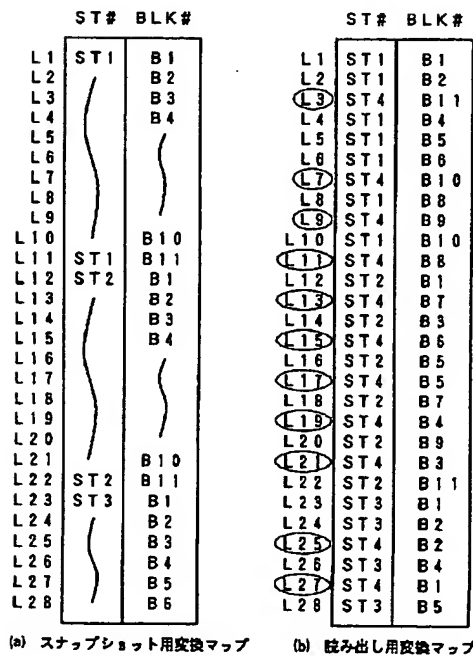 ST# BLK#
L1 ST1 B1
L2 B2
L3 B3
L4 B4
L5
L6
L7
L8
L9
L10 B10
L11 ST1 B11
L12 ST2 B1
L13 B2
L14 B3
L15 B4
L16
L17
L18
L19
L20
L21 B10
L22 ST2 B11
L23 ST3 B1
L24 B2
L25 B3
L26 B4
L27 B5
L28 B6
(a) スナップショット用変換マップ
ST# BLK#
L1 ST1 B1
L2 ST1 B2
L3 ST4 B11
L4 ST1 B4
L5 ST1 B5
L6 ST1 B6
L7 ST4 B10
L8 ST1 B8
L9 ST4 B9
L10 ST1 B10
L11 ST4 B8
L12 ST2 B1
L13 ST4 B7
L14 ST2 B3
L15 ST4 B6
L16 ST2 B5
L17 ST4 B5
L18 ST2 B7
L19 ST4 B4
L20 ST2 B9
L21 ST4 B3
L22 ST2 B11
L23 ST3 B1
L24 ST3 B2
L25 ST4 B2
L26 ST3 B4
L27 ST4 B1
L28 ST3 B5
(b)読み出し用変換マップ